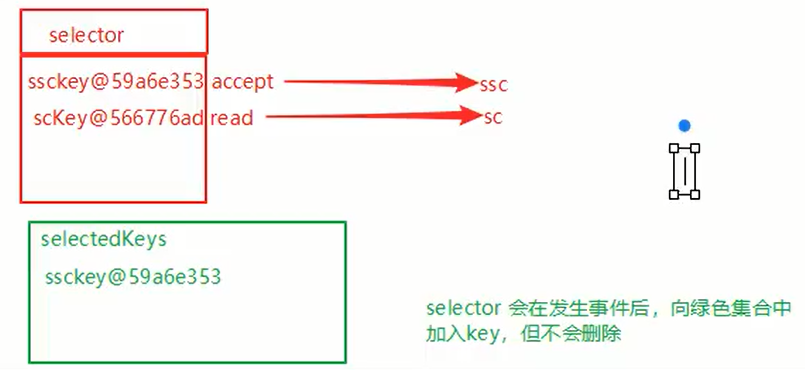 selector
ssckey@59a6e353 accept
ssc
scKey@566776ad read
sc
selectedKeys
ssckey@59a6e353
selector 会在发生事件后，向绿色集合中
加入key，但不会删除